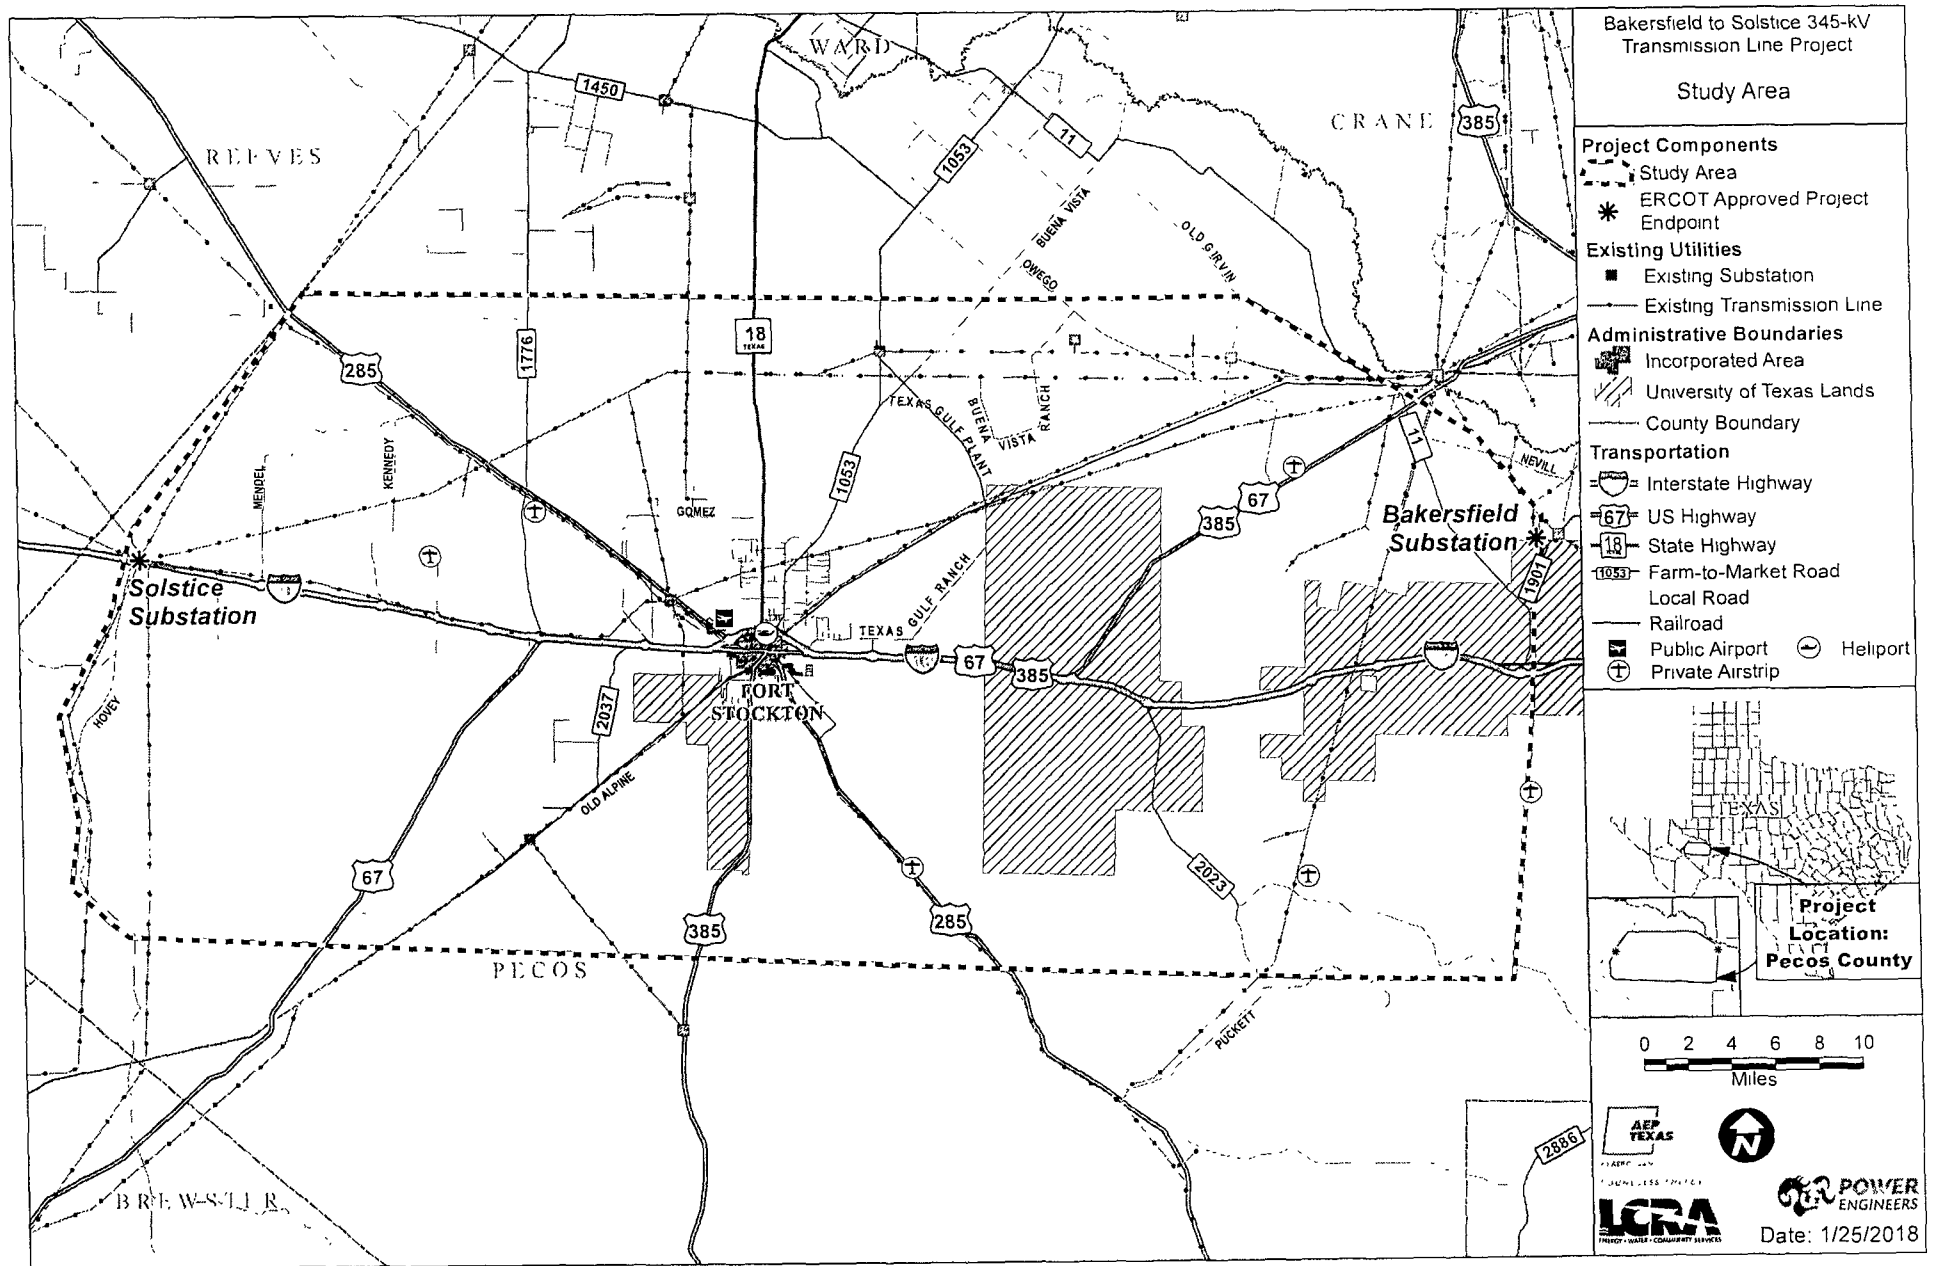 Bakersfield to Solstice 345-kV
Transmission Line Project
Study Area
Project Components
Study Area
ERCOT Approved Project
Endpoint
Existing Utilities
Existing Substation
Existing Transmission Line
Administrative Boundaries
Incorporated Area
University of Texas Lands
County Boundary
Transportation
Interstate Highway
67 US Highway
18 State Highway
1053 Farm-to-Market Road
Local Road
Railroad
Public Airport
Heliport
Private Airstrip
TEXAS
Project
Location:
Pecos County
0 2 4 6 8 10
Miles
AEP
TEXAS
N
LCRA
ENERGY • WATER • COMMUNITY SERVICES
POWER
ENGINEERS
Date: 1/25/2018
WARD
1450
11
CRANE
385
REEVES
1053
BUENA VISTA
OLD GIRVIN
OWEGO
18
TEXAS
1776
285
TEXAS GULF PLANT
BUENA
VISTA
RANCH
11
MENDEL
KENNEDY
1053
NEVILL
GOMEZ
67
385
Bakersfield
Substation
1901
Solstice
Substation
TEXAS
GULF RANCH
67
385
FORT
STOCKTON
HOVEY
2037
OLD ALPINE
67
2023
285
385
PECOS
PUCKETT
2886
BREWSTER